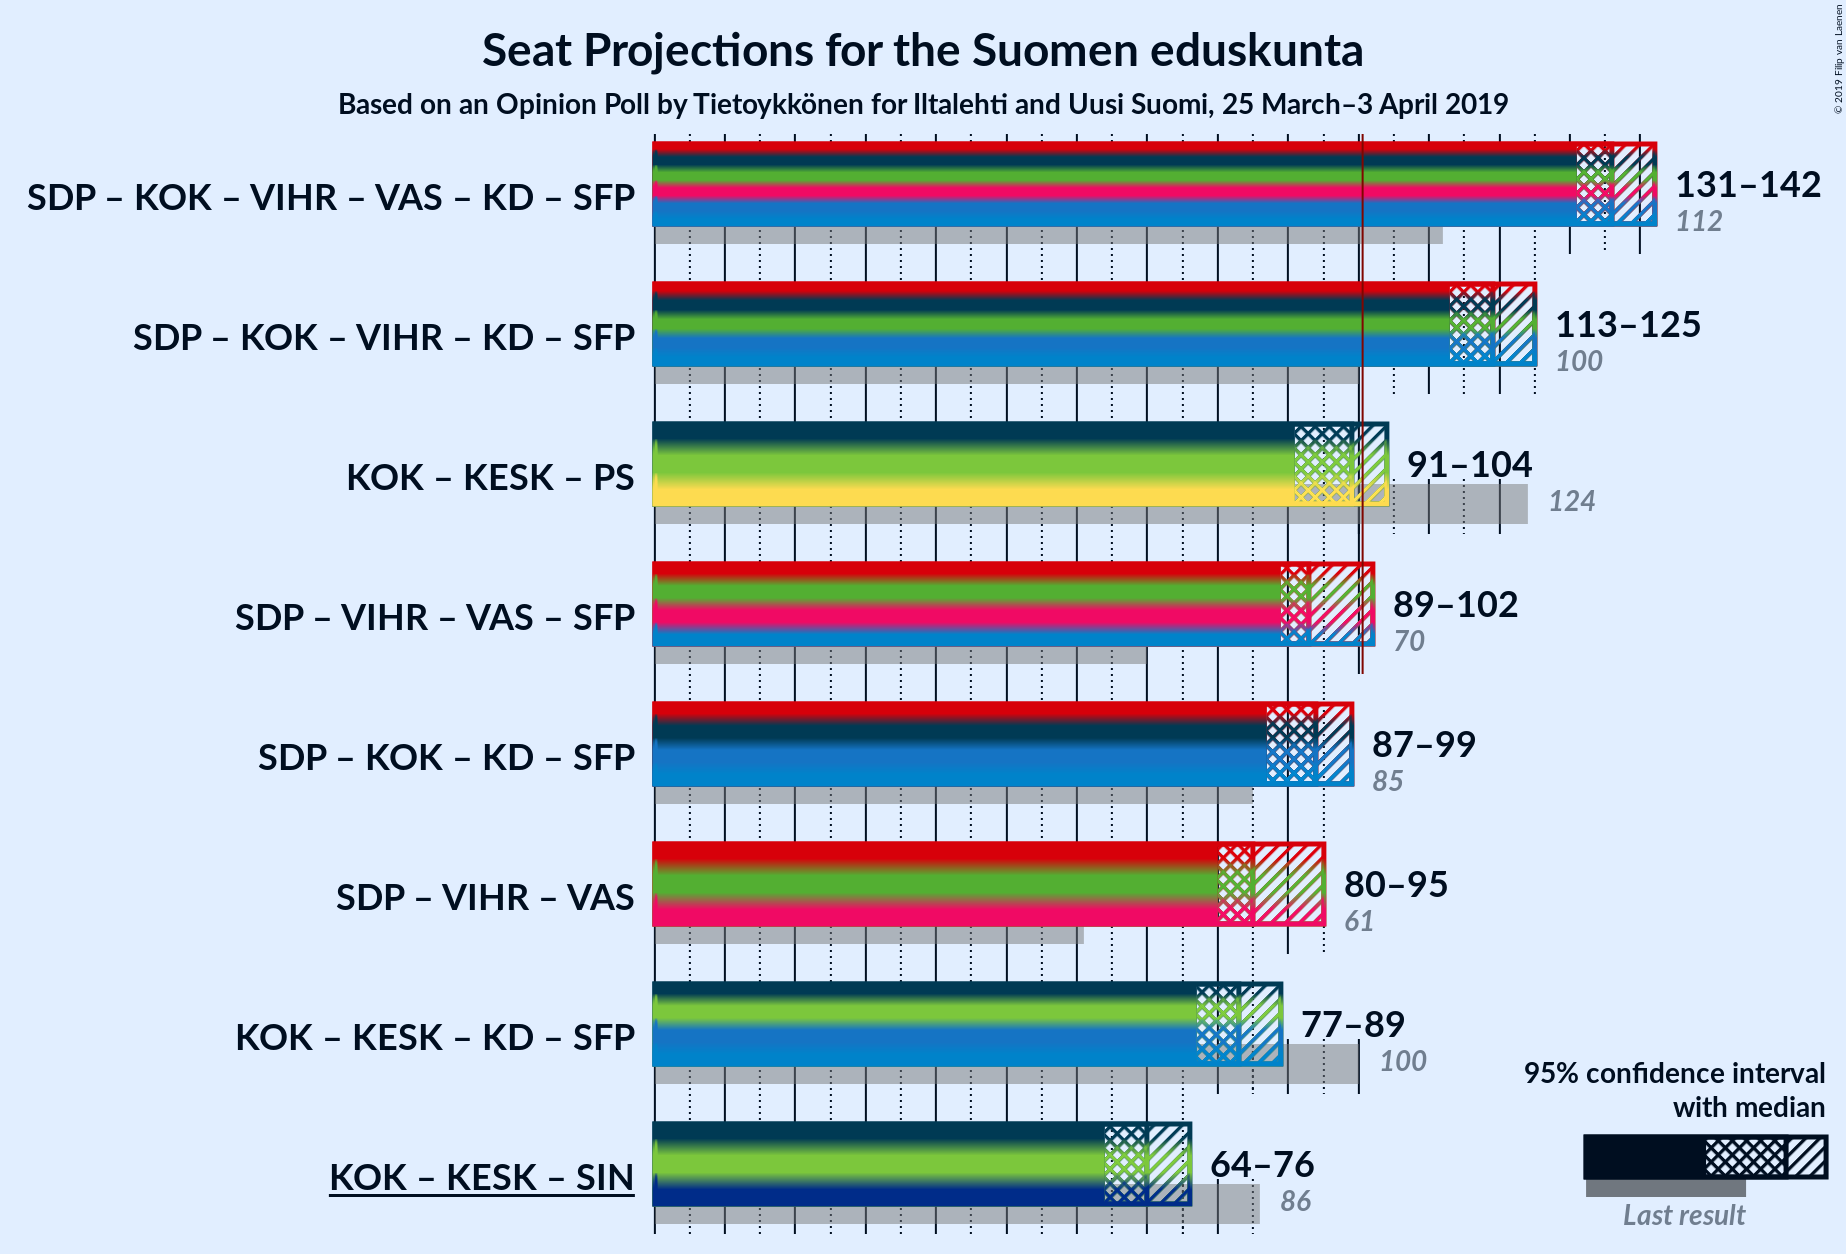 Seat Projections for the Suomen eduskunta
Based on an Opinion Poll by Tietoykkönen for Iltalehti and Uusi Suomi, 25 March–3 April 2019
© 2019 Filip van Laenen
SDP – KOK – VIHR – VAS – KD – SFP
131–142
112
SDP – KOK – VIHR – KD – SFP
113–125
100
KOK – KESK – PS
91–104
124
SDP – VIHR – VAS – SFP
89–102
70
SDP – KOK – KD – SFP
87–99
85
SDP – VIHR – VAS
80–95
61
KOK – KESK – KD – SFP
77–89
100
KOK – KESK – SIN
64–76
86
95% confidence interval
with median
Last result